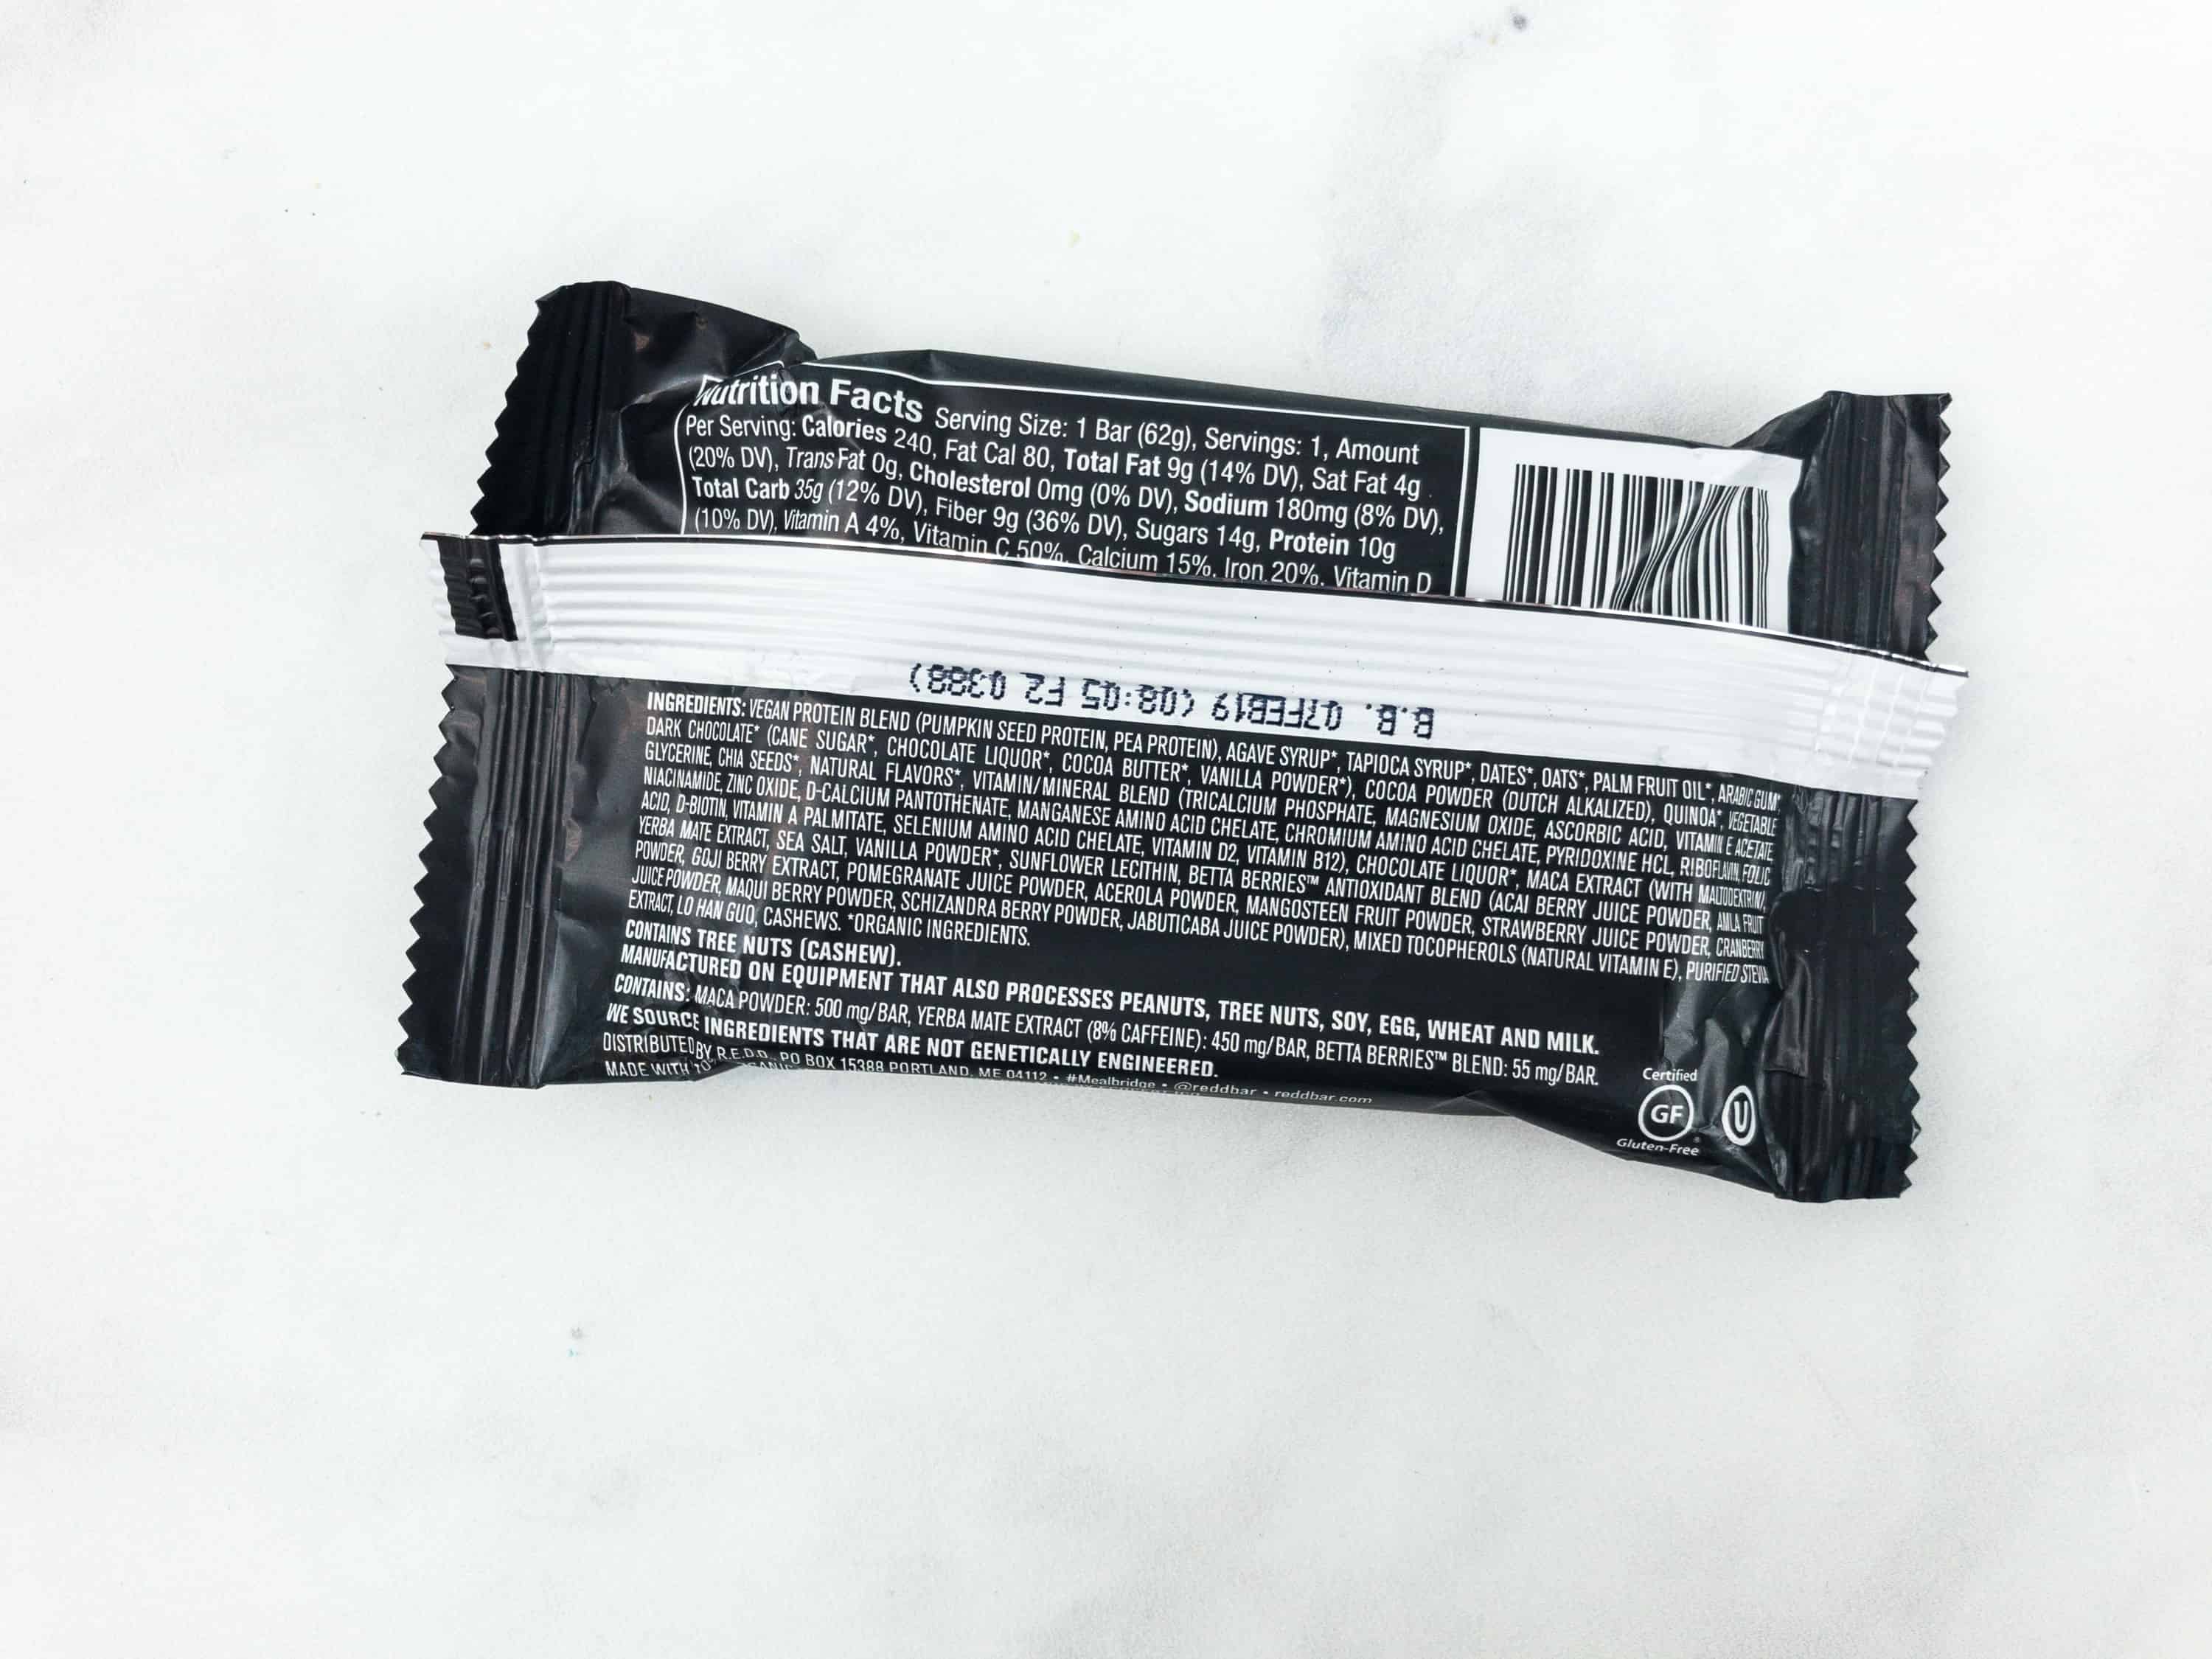 Nutrition Facts Serving Size: 1 Bar (62g), Servings: 1, Amount
Per Serving: Calories 240, Fat Cal 80, Total Fat 9g (14% DV), Sat Fat 4g
(20% DV), Trans Fat 0g, Cholesterol 0mg (0% DV), Sodium 180mg (8% DV),
Total Carb 35g (12% DV), Fiber 9g (36% DV), Sugars 14g, Protein 10g
(10% DV), Vitamin A 4%, Vitamin C 50%, Calcium 15%, Iron 20%, Vitamin D
B.B. 07FEB19 (08:05 F2 0388)
INGREDIENTS: VEGAN PROTEIN BLEND (PUMPKIN SEED PROTEIN, PEA PROTEIN), AGAVE SYRUP*, TAPIOCA SYRUP*, DATES*, OATS*, PALM FRUIT OIL*, ARABIC GUM*,
DARK CHOCOLATE* (CANE SUGAR*, CHOCOLATE LIQUOR*, COCOA BUTTER*, VANILLA POWDER*), COCOA POWDER (DUTCH ALKALIZED), QUINOA*, VEGETABLE
GLYCERINE, CHIA SEEDS*, NATURAL FLAVORS*, VITAMIN/MINERAL BLEND (TRICALCIUM PHOSPHATE, MAGNESIUM OXIDE, ASCORBIC ACID, VITAMIN E ACETATE,
NIACINAMIDE, ZINC OXIDE, D-CALCIUM PANTOTHENATE, MANGANESE AMINO ACID CHELATE, CHROMIUM AMINO ACID CHELATE, PYRIDOXINE HCL, RIBOFLAVIN, FOLIC
ACID, D-BIOTIN, VITAMIN A PALMITATE, SELENIUM AMINO ACID CHELATE, VITAMIN D2, VITAMIN B12), CHOCOLATE LIQUOR*, MACA EXTRACT (WITH MALTODEXTRIN),
YERBA MATE EXTRACT, SEA SALT, VANILLA POWDER*, SUNFLOWER LECITHIN, BETTA BERRIES™ ANTIOXIDANT BLEND (ACAI BERRY JUICE POWDER, AMLA FRUIT
POWDER, GOJI BERRY EXTRACT, POMEGRANATE JUICE POWDER, ACEROLA POWDER, MANGOSTEEN FRUIT POWDER, STRAWBERRY JUICE POWDER, CRANBERRY
JUICE POWDER, MAQUI BERRY POWDER, SCHIZANDRA BERRY POWDER, JABUTICABA JUICE POWDER), MIXED TOCOPHEROLS (NATURAL VITAMIN E), PURIFIED STEVIA
EXTRACT, LO HAN GUO, CASHEWS. *ORGANIC INGREDIENTS.
CONTAINS TREE NUTS (CASHEW).
MANUFACTURED ON EQUIPMENT THAT ALSO PROCESSES PEANUTS, TREE NUTS, SOY, EGG, WHEAT AND MILK.
CONTAINS: MACA POWDER: 500 mg/BAR, YERBA MATE EXTRACT (8% CAFFEINE): 450 mg/BAR, BETTA BERRIES™ BLEND: 55 mg/BAR.
WE SOURCE INGREDIENTS THAT ARE NOT GENETICALLY ENGINEERED.
DISTRIBUTED BY R.E.D.D. PO BOX 15388 PORTLAND, ME 04112 • #Mealbridge • @reddbar • reddbar.com
MADE WITH
Certified
GF
Gluten-Free
U